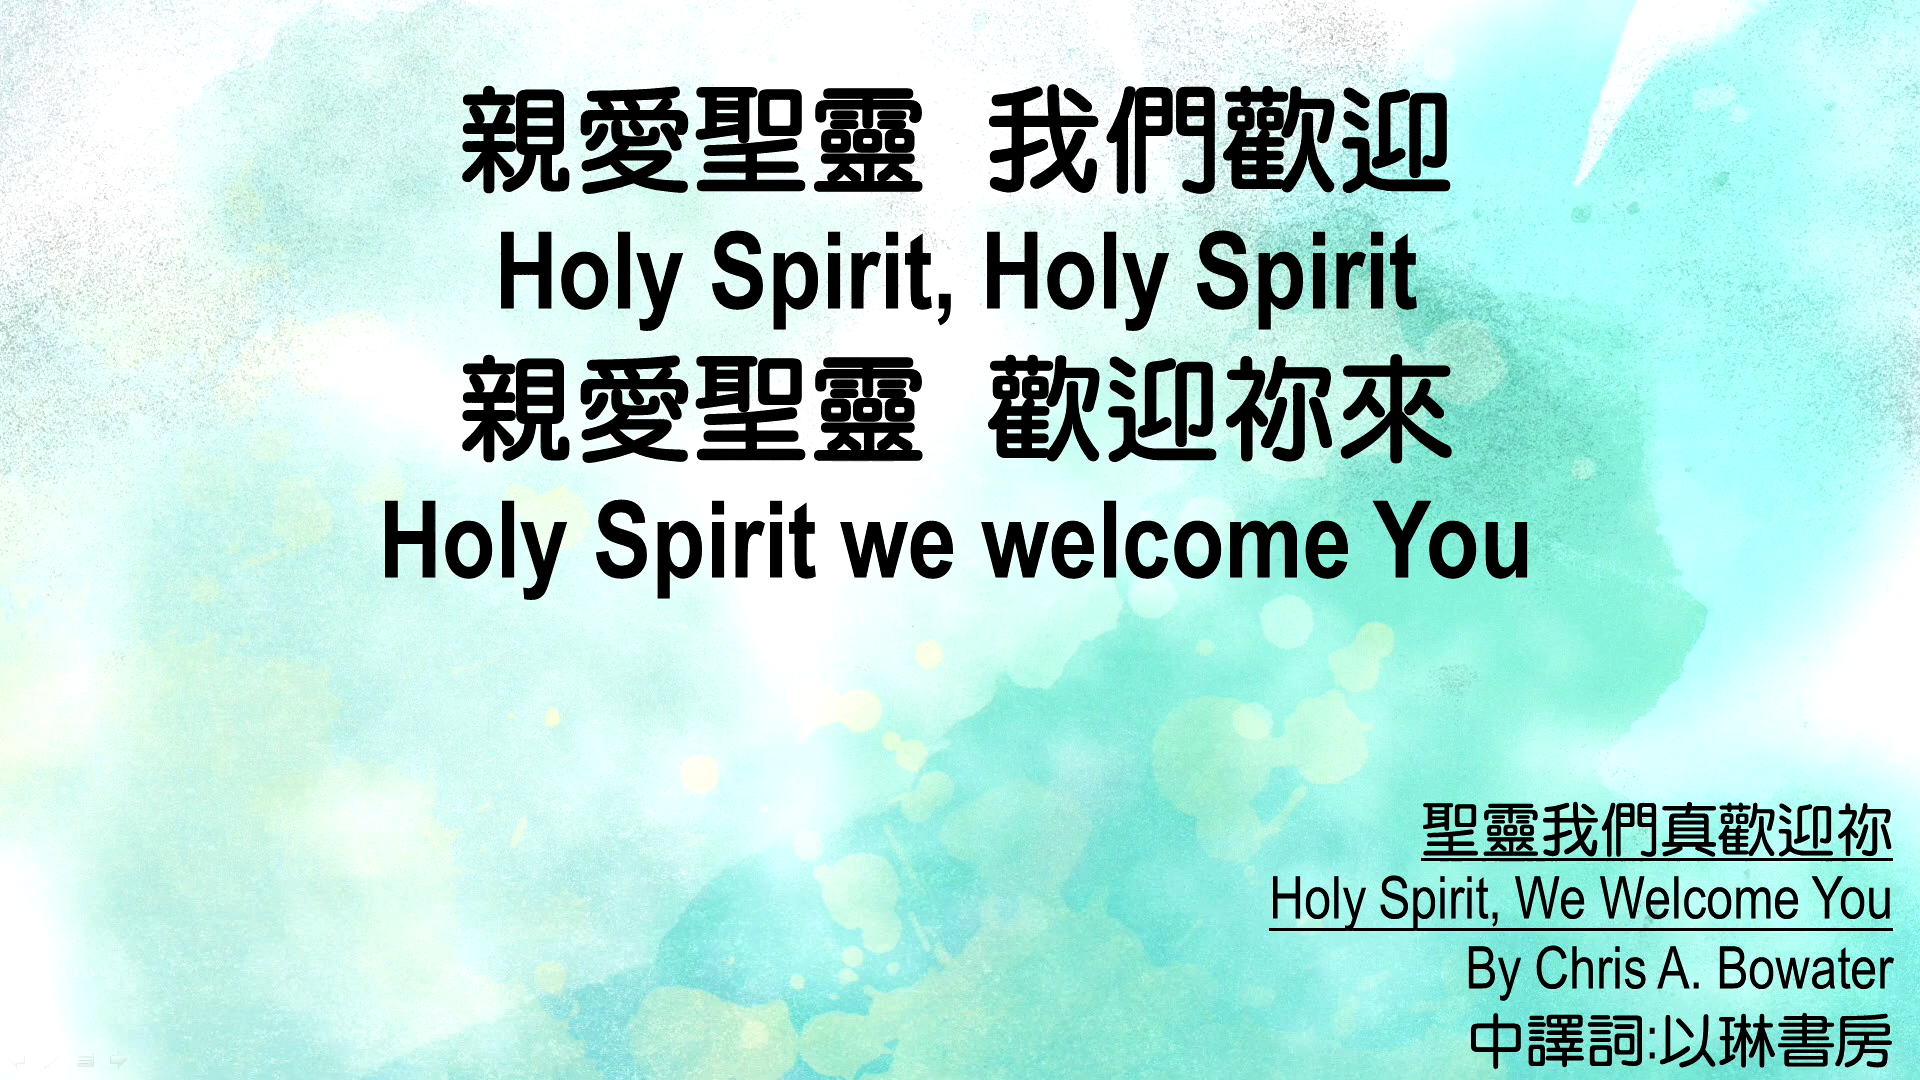 親愛聖靈 我們歡迎
Holy Spirit, Holy Spirit
親愛聖靈 歡迎祢來
Holy Spirit we welcome You
聖靈我們真歡迎祢
Holy Spirit, We Welcome You
By Chris A. Bowater
中譯詞:以琳書房